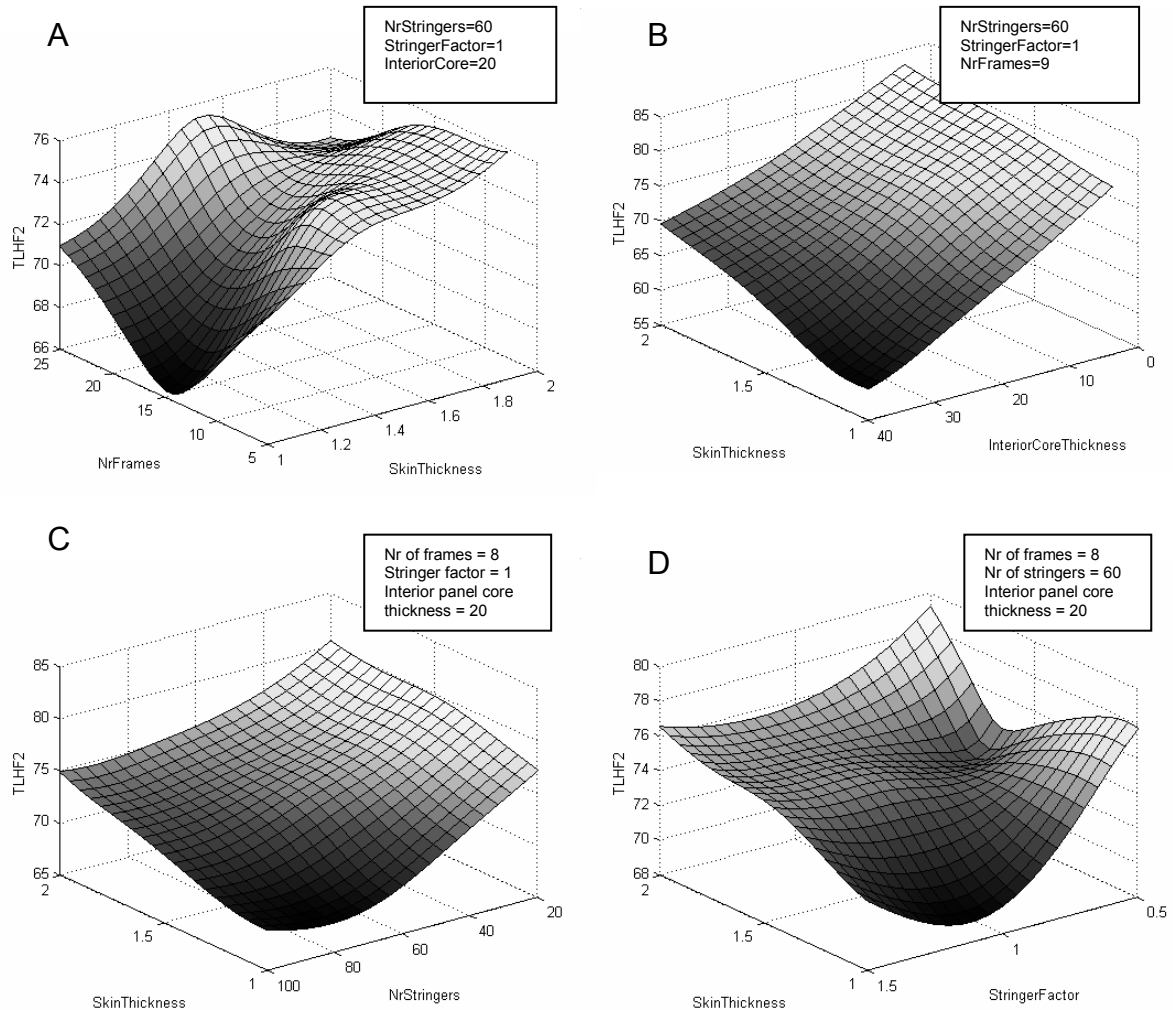 A
NrStringers=60
StringerFactor=1
InteriorCore=20
76
74
72
70
68
66
TLHF2
25
20
15
10
5
NrFrames
1
1.2
1.4
1.6
1.8
2
SkinThickness
B
NrStringers=60
StringerFactor=1
NrFrames=9
85
80
75
70
65
60
55
TLHF2
2
1.5
1
SkinThickness
40
30
20
10
0
InteriorCoreThickness
C
Nr of frames = 8
Stringer factor = 1
Interior panel core
thickness = 20
85
80
75
70
65
TLHF2
2
1.5
1
SkinThickness
100
80
60
40
20
NrStringers
D
Nr of frames = 8
Nr of stringers = 60
Interior panel core
thickness = 20
80
78
76
74
72
70
68
TLHF2
2
1.5
1
SkinThickness
1.5
1
0.5
StringerFactor